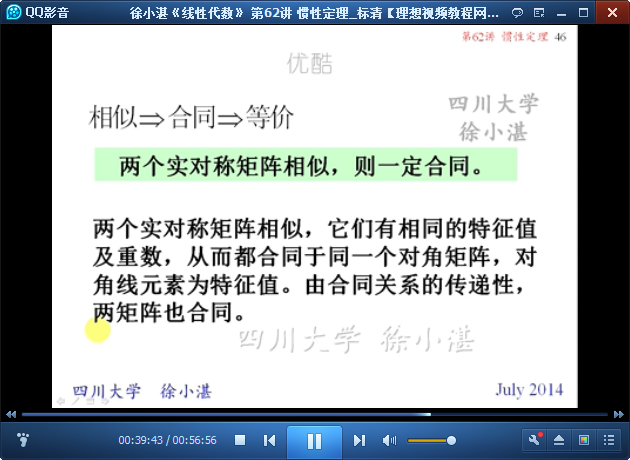 QQ影音
徐小湛《线性代数》 第62讲 惯性定理_标清【理想视频教程网...
第62讲 惯性定理 46
优酷
四川大学
徐小湛
相似⇒合同⇒等价
两个实对称矩阵相似，则一定合同。
两个实对称矩阵相似，它们有相同的特征值
及重数，从而都合同于同一个对角矩阵，对
角线元素为特征值。由合同关系的传递性，
两矩阵也合同。
四川大学 徐小湛
四川大学 徐小湛
July 2014
00:39:43 / 00:56:56